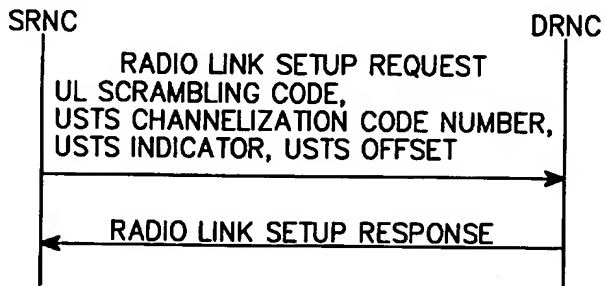 SRNC
DRNC
RADIO LINK SETUP REQUEST
UL SCRAMBLING CODE,
USTS CHANNELIZATION CODE NUMBER,
USTS INDICATOR, USTS OFFSET
RADIO LINK SETUP RESPONSE